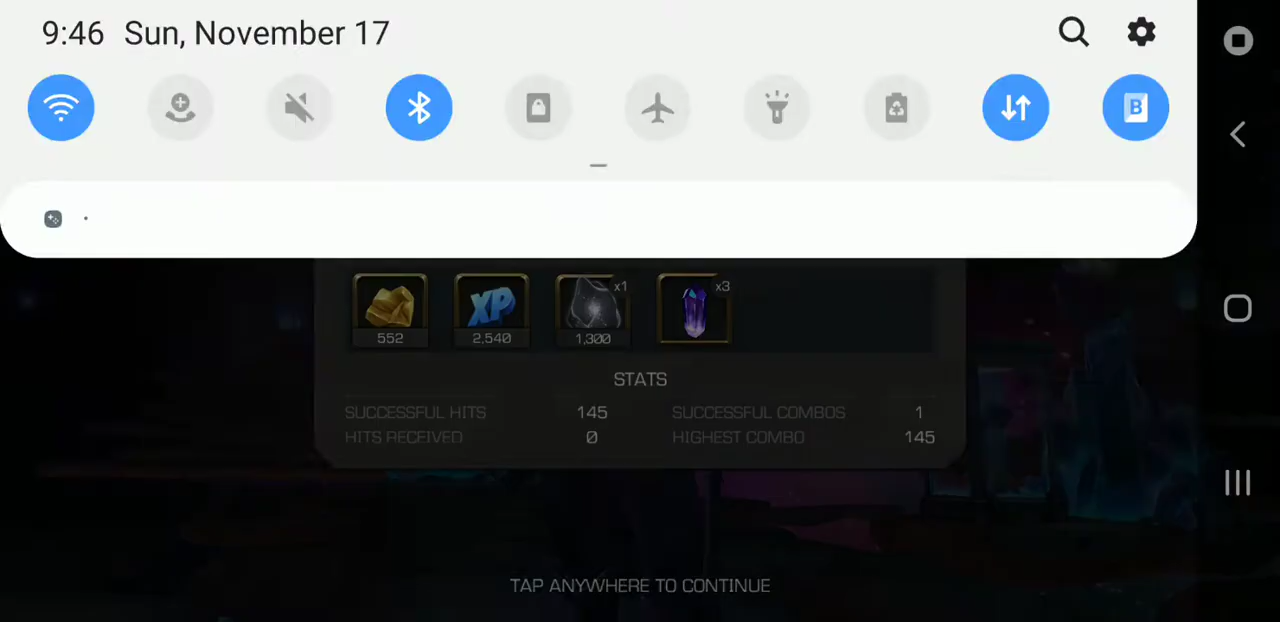 9:46 Sun, November 17
B
x1 x3
XP
552 2,540 1,300
STATS
SUCCESSFUL HITS 145 SUCCESSFUL COMBOS 1
HITS RECEIVED 0 HIGHEST COMBO 145
TAP ANYWHERE TO CONTINUE